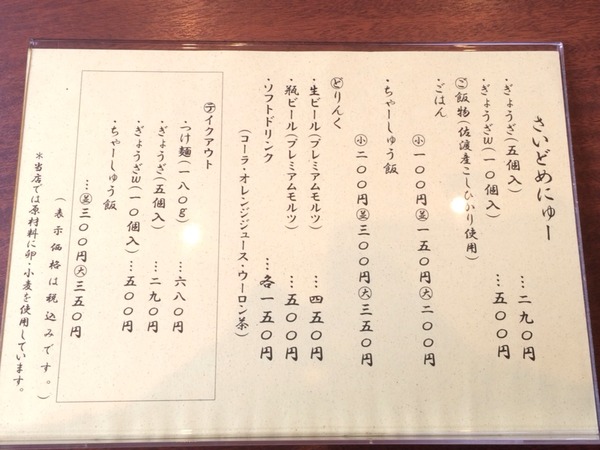 さいどめにゅー
・ぎょうざ(五個入) … 二九〇円
・ぎょうざW(一〇個入) … 五〇〇円
ご飯物(佐渡産こしひかり使用)
・ごはん
小 一〇〇円 並 一五〇円 大 二〇〇円
・ちゃーしゅう飯
小 二〇〇円 並 三〇〇円 大 三五〇円
どりんく
・生ビール(プレミアムモルツ) … 四五〇円
・瓶ビール(プレミアムモルツ) … 五〇〇円
・ソフトドリンク … 各一五〇円
(コーラ・オレンジジュース・ウーロン茶)
テイクアウト
・つけ麺(一八〇g) … 六八〇円
・ぎょうざ(五個入) … 二九〇円
・ぎょうざW(一〇個入) … 五〇〇円
・ちゃーしゅう飯
… 並 三〇〇円 大 三五〇円
(表示価格は税込みです。)
*当店では原材料に卵・小麦を使用しています。